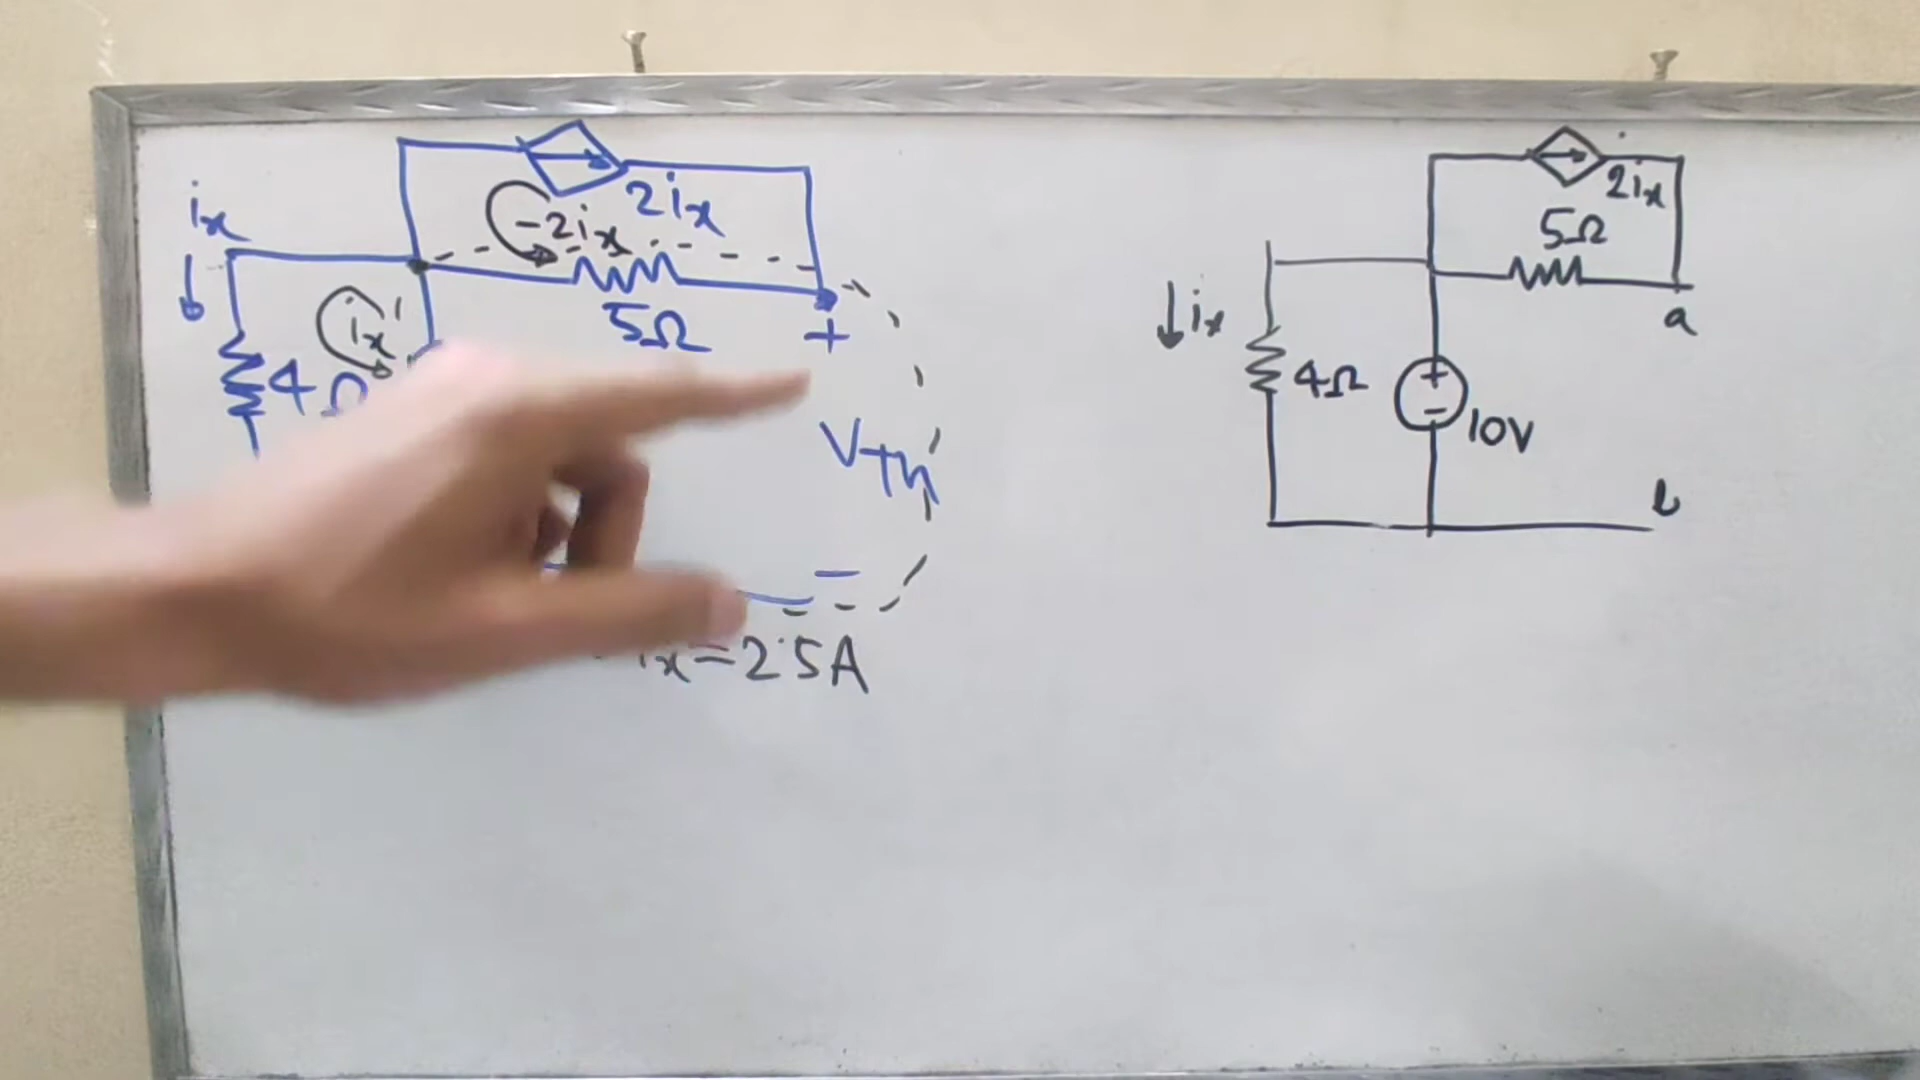 ix
2ix
-2ix
5Ω
+
ix'
4Ω
Vth
-
ix=2.5A
2ix
5Ω
a
ix
4Ω
+
-
10V
b